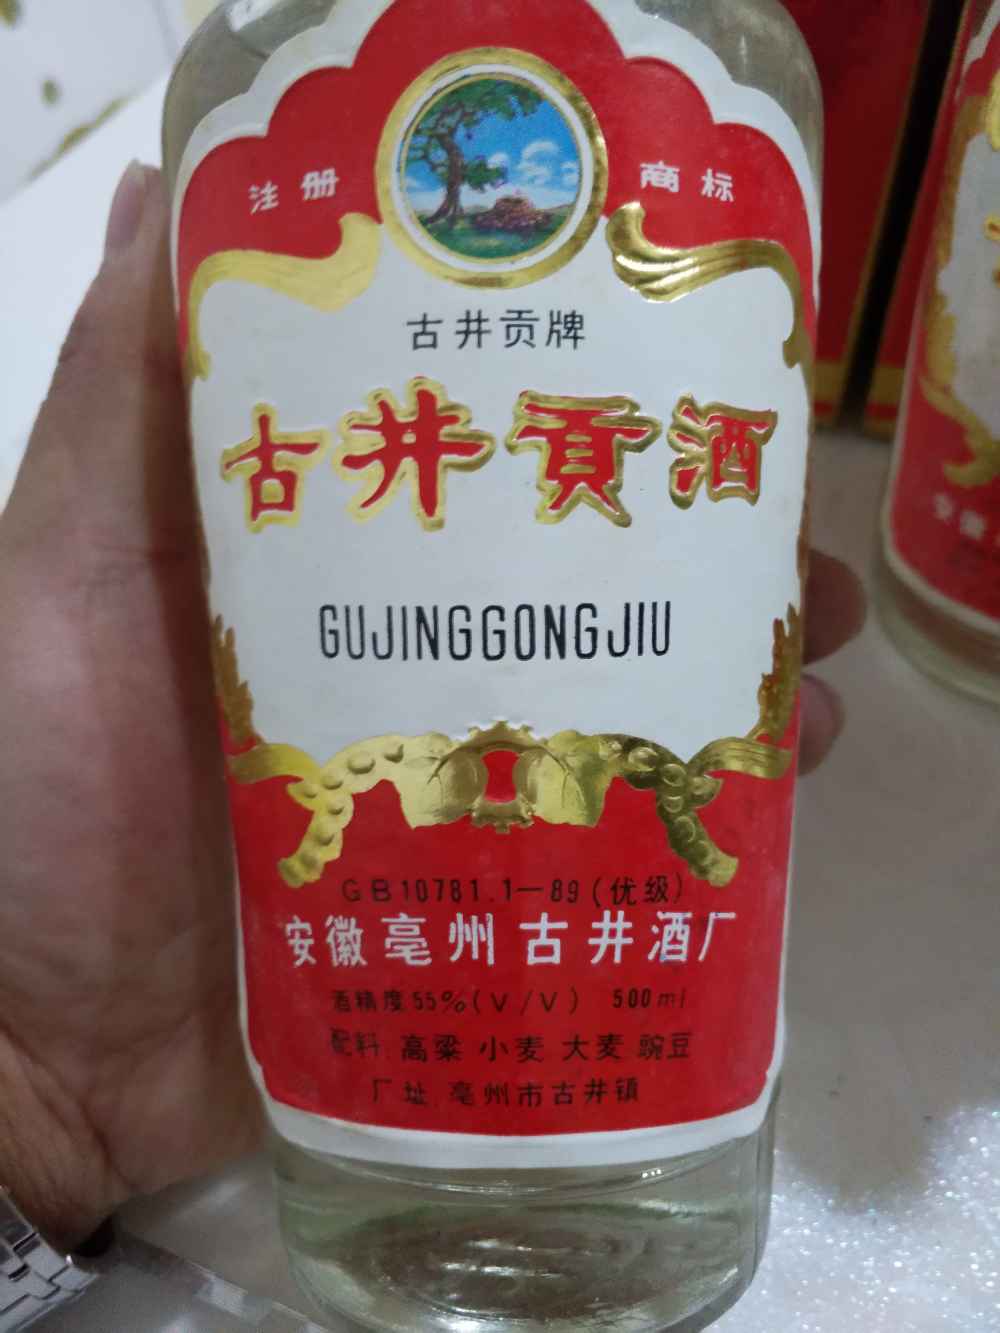 注册 商标
古井贡牌
古井贡酒
GUJINGGONGJIU
GB10781.1—89(优级)
安徽亳州古井酒厂
酒精度55%(V/V) 500ml
配料:高粱 小麦 大麦 豌豆
厂址:亳州市古井镇
安徽